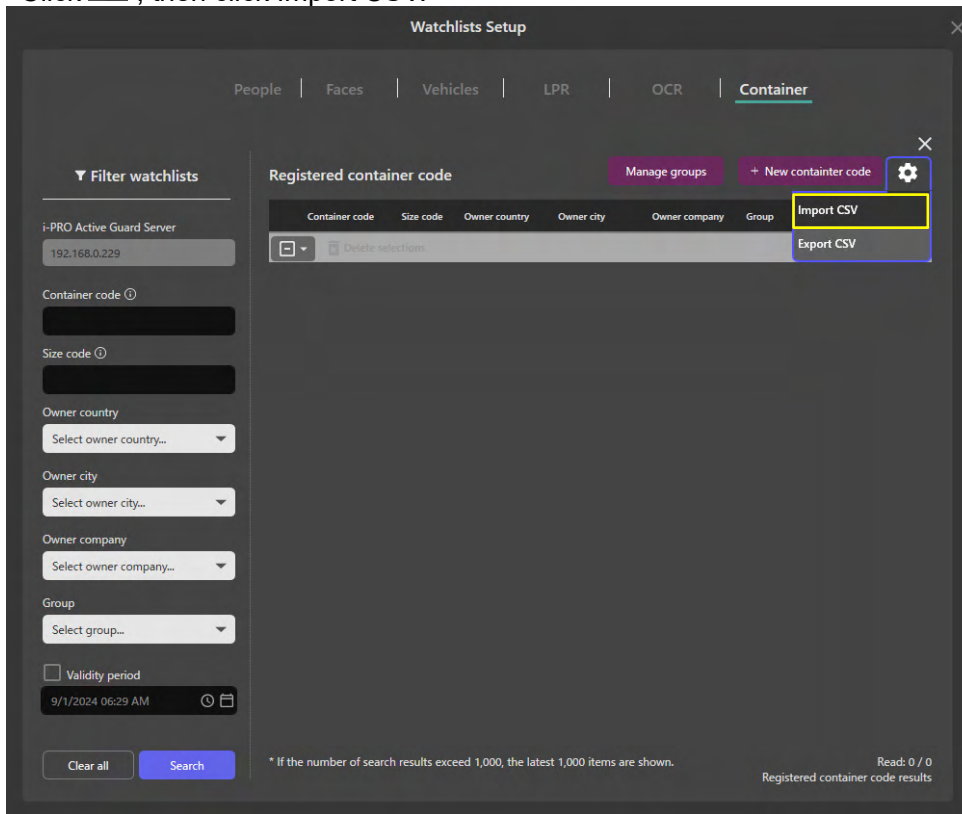 Click , then click Import CSV.
Watchlists Setup
People | Faces | Vehicles | LPR | OCR | Container
Filter watchlists
i-PRO Active Guard Server
192.168.0.229
Container code
Size code
Owner country
Select owner country...
Owner city
Select owner city...
Owner company
Select owner company...
Group
Select group...
Validity period
9/1/2024 06:29 AM
Clear all Search
Registered container code
Manage groups
+ New containter code
Import CSV
Export CSV
Container code Size code Owner country Owner city Owner company Group
Delete selections
* If the number of search results exceed 1,000, the latest 1,000 items are shown.
Read: 0 / 0
Registered container code results